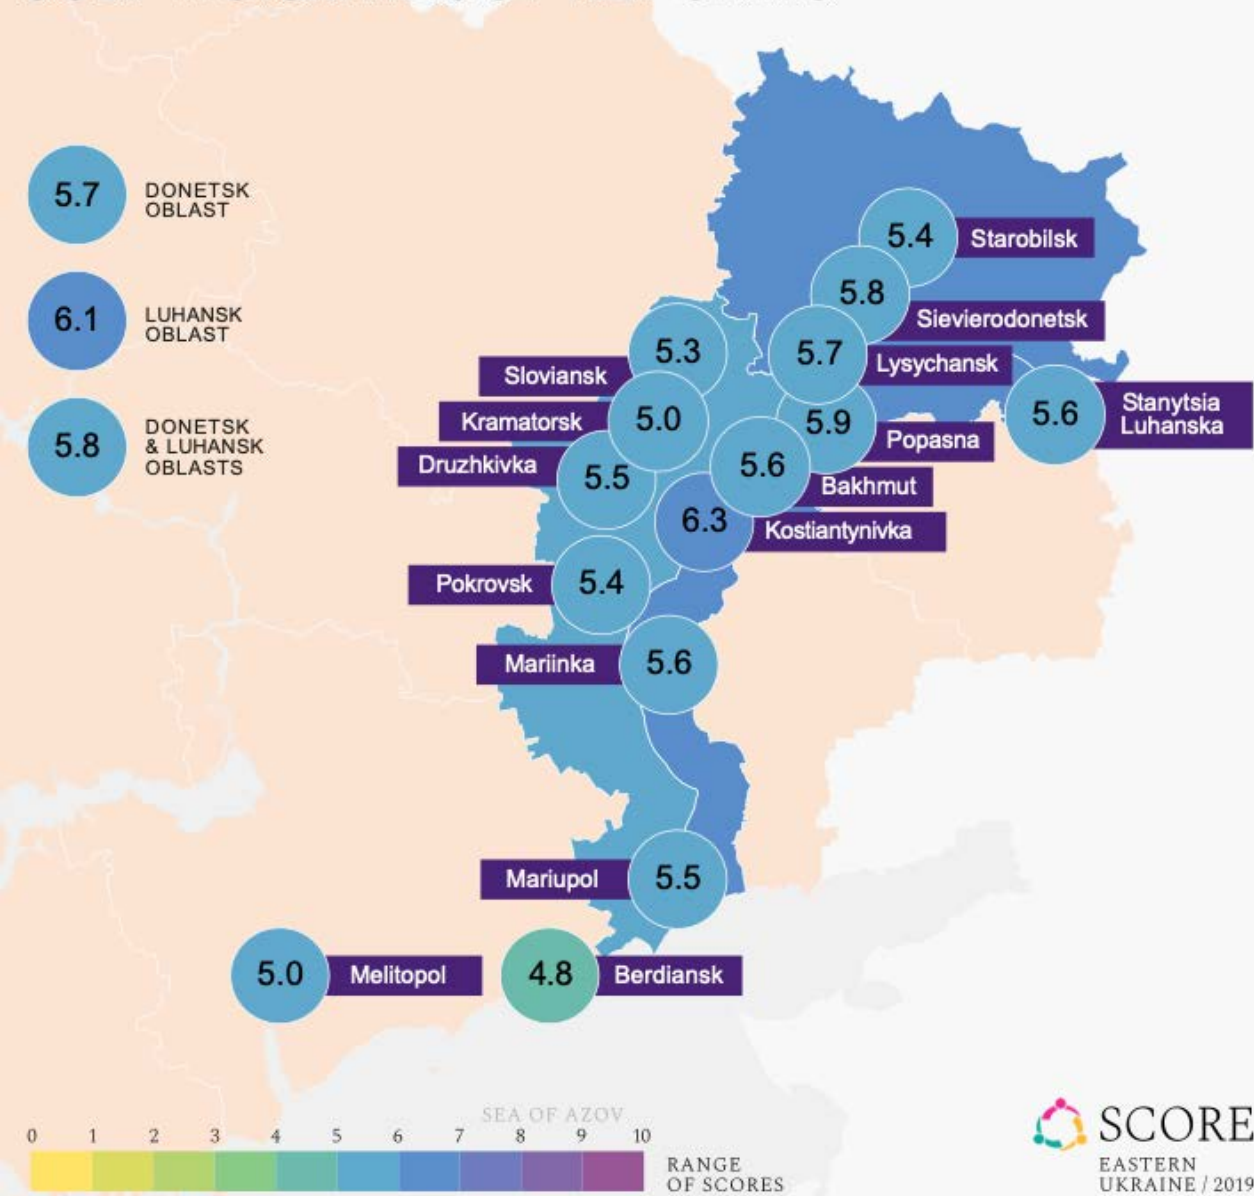 5.7
DONETSK
OBLAST
6.1
LUHANSK
OBLAST
5.8
DONETSK
& LUHANSK
OBLASTS
5.4
Starobilsk
5.8
Sievierodonetsk
5.3
Sloviansk
5.7
Lysychansk
5.0
Kramatorsk
5.9
Popasna
5.6
Stanytsia
Luhanska
5.5
Druzhkivka
5.6
Bakhmut
6.3
Kostiantynivka
5.4
Pokrovsk
5.6
Mariinka
5.5
Mariupol
5.0
Melitopol
4.8
Berdiansk
SEA OF AZOV
0 1 2 3 4 5 6 7 8 9 10
RANGE
OF SCORES
SCORE
EASTERN
UKRAINE / 2019